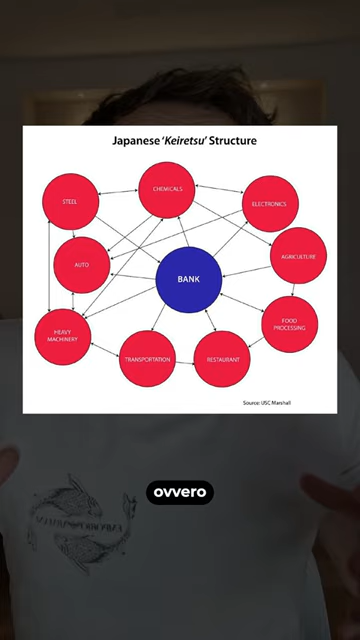 Japanese 'Keiretsu' Structure
CHEMICALS
STEEL
ELECTRONICS
AGRICULTURE
AUTO
BANK
FOOD
PROCESSING
HEAVY
MACHINERY
TRANSPORTATION
RESTAURANT
Source: USC Marshall
ovvero